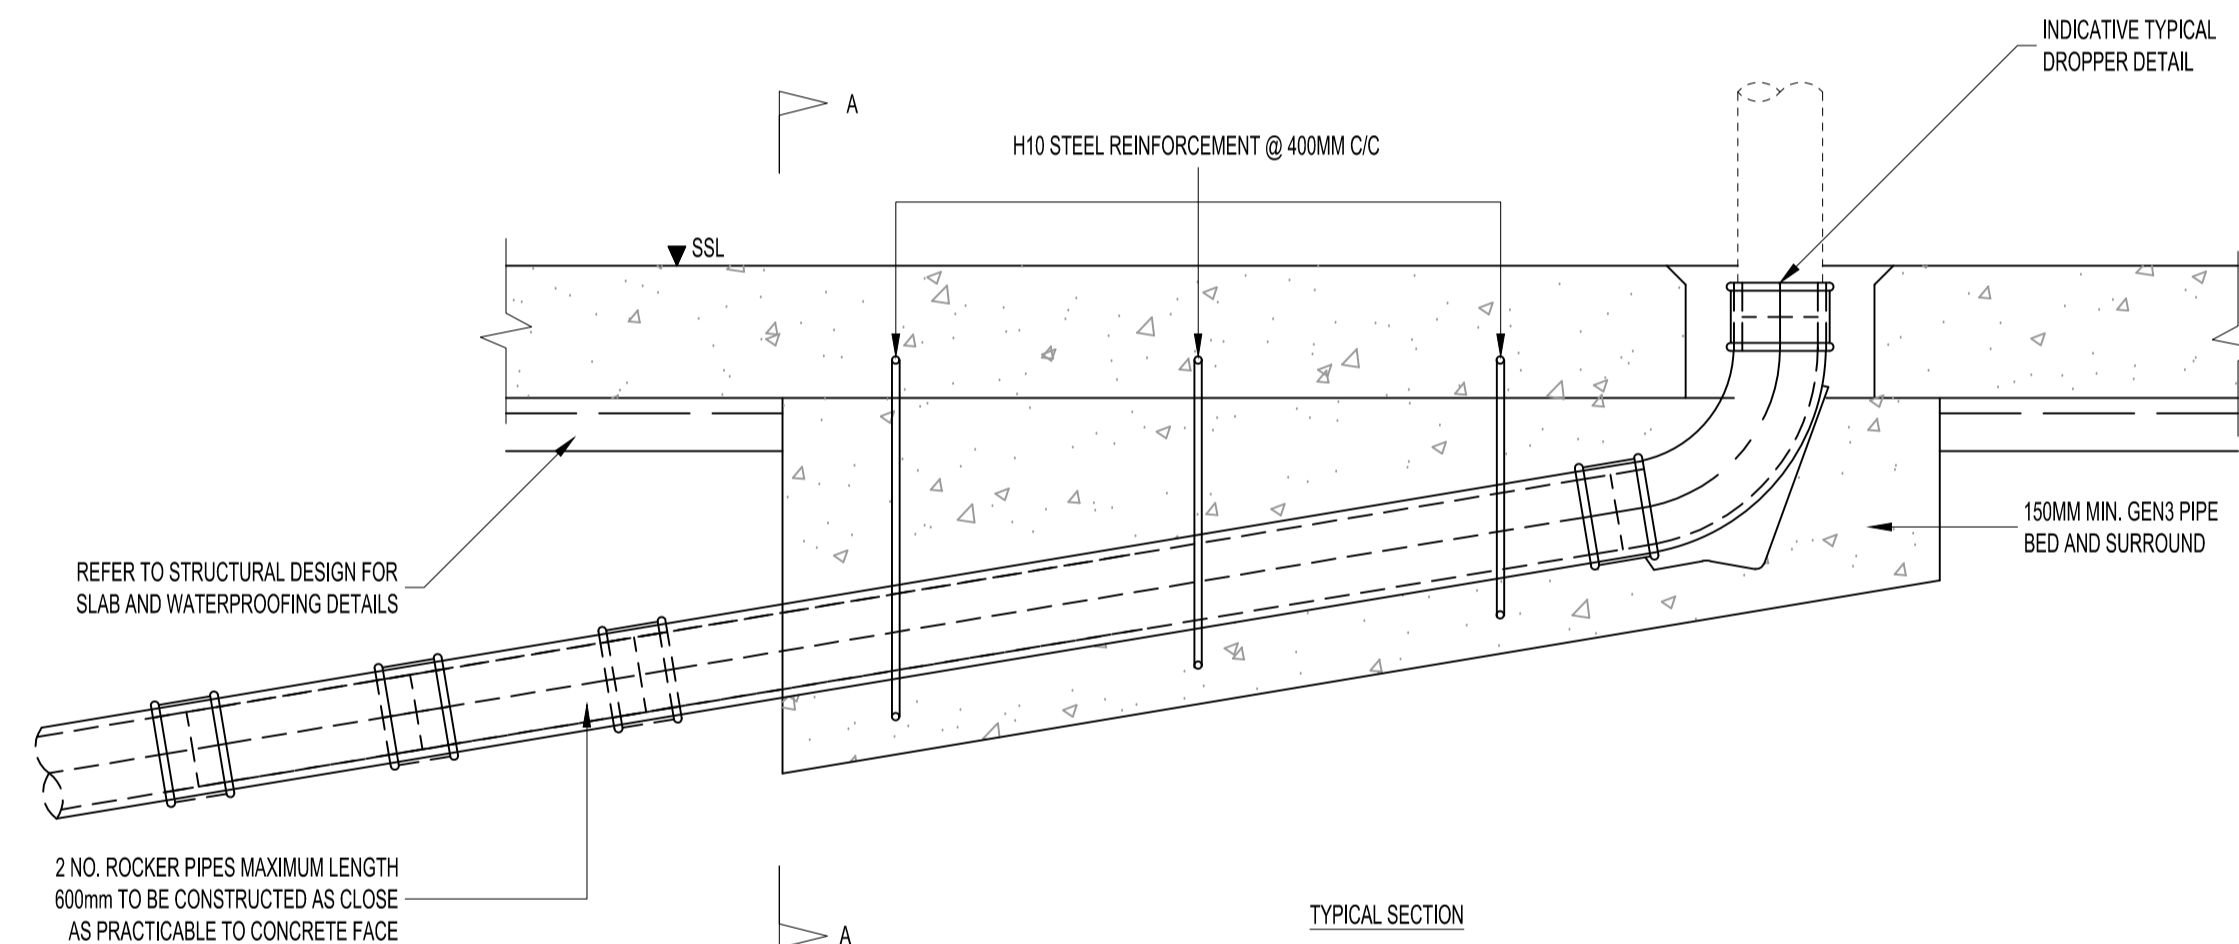 INDICATIVE TYPICAL
DROPPER DETAIL
A
H10 STEEL REINFORCEMENT @ 400MM C/C
SSL
150MM MIN. GEN3 PIPE
BED AND SURROUND
REFER TO STRUCTURAL DESIGN FOR
SLAB AND WATERPROOFING DETAILS
2 NO. ROCKER PIPES MAXIMUM LENGTH
600mm TO BE CONSTRUCTED AS CLOSE
AS PRACTICABLE TO CONCRETE FACE
TYPICAL SECTION
A